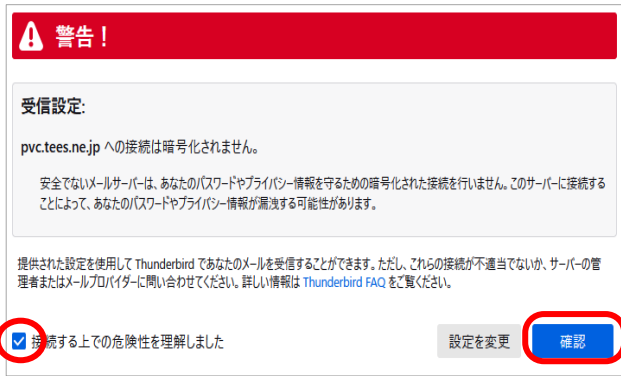 警告！
受信設定:
pvc.tees.ne.jp への接続は暗号化されません。
安全でないメールサーバーは、あなたのパスワードやプライバシー情報を守るための暗号化された接続を行いません。このサーバーに接続する
ことによって、あなたのパスワードやプライバシー情報が漏洩する可能性があります。
提供された設定を使用して Thunderbird であなたのメールを受信することができます。ただし、これらの接続が不適当でないか、サーバーの管
理者またはメールプロバイダーに問い合わせてください。詳しい情報は Thunderbird FAQ をご覧ください。
接続する上での危険性を理解しました
設定を変更
確認